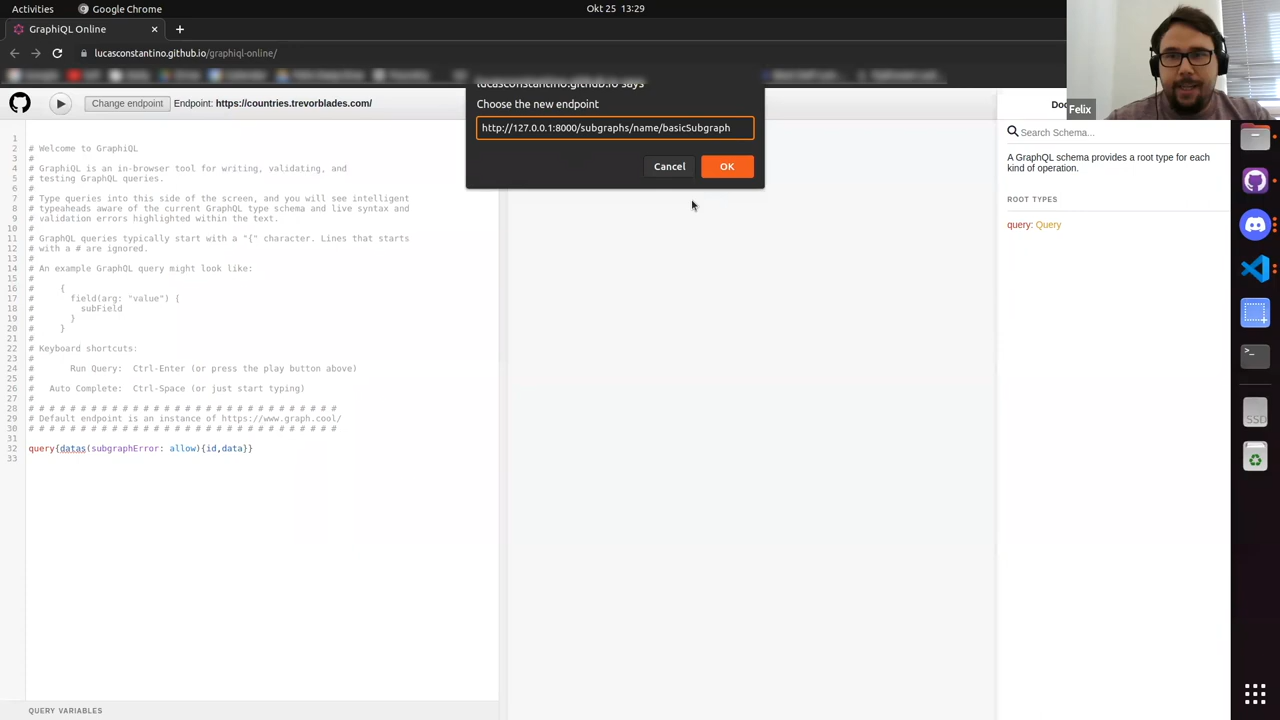 Activities
Google Chrome
Okt 25 13:29
GraphiQL Online
lucasconstantino.github.io/graphiql-online/
Choose the new endpoint
http://127.0.0.1:8000/subgraphs/name/basicSubgraph
Cancel
OK
Felix
Change endpoint
Endpoint: https://countries.trevorblades.com/
Search Schema...
A GraphQL schema provides a root type for each
kind of operation.
ROOT TYPES
query: Query
1
2 # Welcome to GraphiQL
3 #
4 # GraphiQL is an in-browser tool for writing, validating, and
5 # testing GraphQL queries.
6 #
7 # Type queries into this side of the screen, and you will see intelligent
8 # typeaheads aware of the current GraphQL type schema and live syntax and
9 # validation errors highlighted within the text.
10 #
11 # GraphQL queries typically start with a "{" character. Lines that starts
12 # with a # are ignored.
13 #
14 # An example GraphQL query might look like:
15 #
16 # {
17 # field(arg: "value") {
18 # subField
19 # }
20 # }
21 #
22 # Keyboard shortcuts:
23 #
24 # Run Query: Ctrl-Enter (or press the play button above)
25 #
26 # Auto Complete: Ctrl-Space (or just start typing)
27 #
28 # # # # # # # # # # # # # # # # # # # # # # # # # # # # # # #
29 # Default endpoint is an instance of https://www.graph.cool/
30 # # # # # # # # # # # # # # # # # # # # # # # # # # # # # # #
31
32 query{datas(subgraphError: allow){id,data}}
33
SSD
QUERY VARIABLES